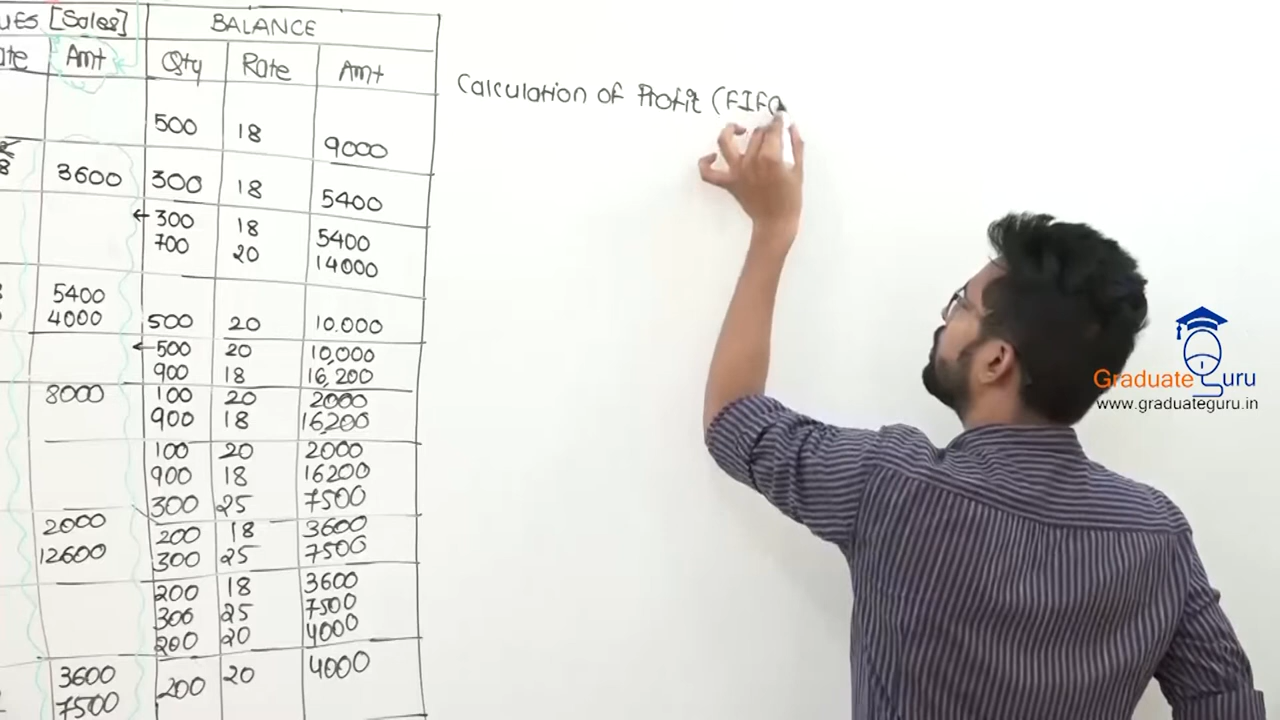 UES [Sales] BALANCE
ate Amt Qty Rate Amt
Calculation of Profit (FIFO
500 18 9000
8 3600 300 18 5400
←300 18 5400
700 20 14000
5400
4000 500 20 10,000
←500 20 10,000
900 18 16,200
8000 100 20 2000
900 18 16,200
100 20 2000
900 18 16200
300 25 7500
2000 200 18 3600
12600 300 25 7500
200 18 3600
300 25 7500
200 20 4000
3600 200 20 4000
7500
Graduate Guru
www.graduateguru.in